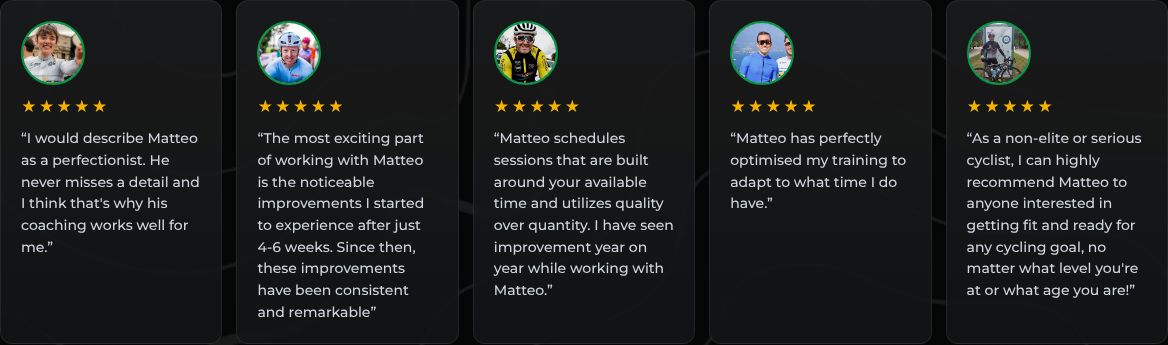 “I would describe Matteo
as a perfectionist. He
never misses a detail and
I think that's why his
coaching works well for
me.”
“The most exciting part
of working with Matteo
is the noticeable
improvements I started
to experience after just
4-6 weeks. Since then,
these improvements
have been consistent
and remarkable”
“Matteo schedules
sessions that are built
around your available
time and utilizes quality
over quantity. I have seen
improvement year on
year while working with
Matteo.”
“Matteo has perfectly
optimised my training to
adapt to what time I do
have.”
“As a non-elite or serious
cyclist, I can highly
recommend Matteo to
anyone interested in
getting fit and ready for
any cycling goal, no
matter what level you're
at or what age you are!”